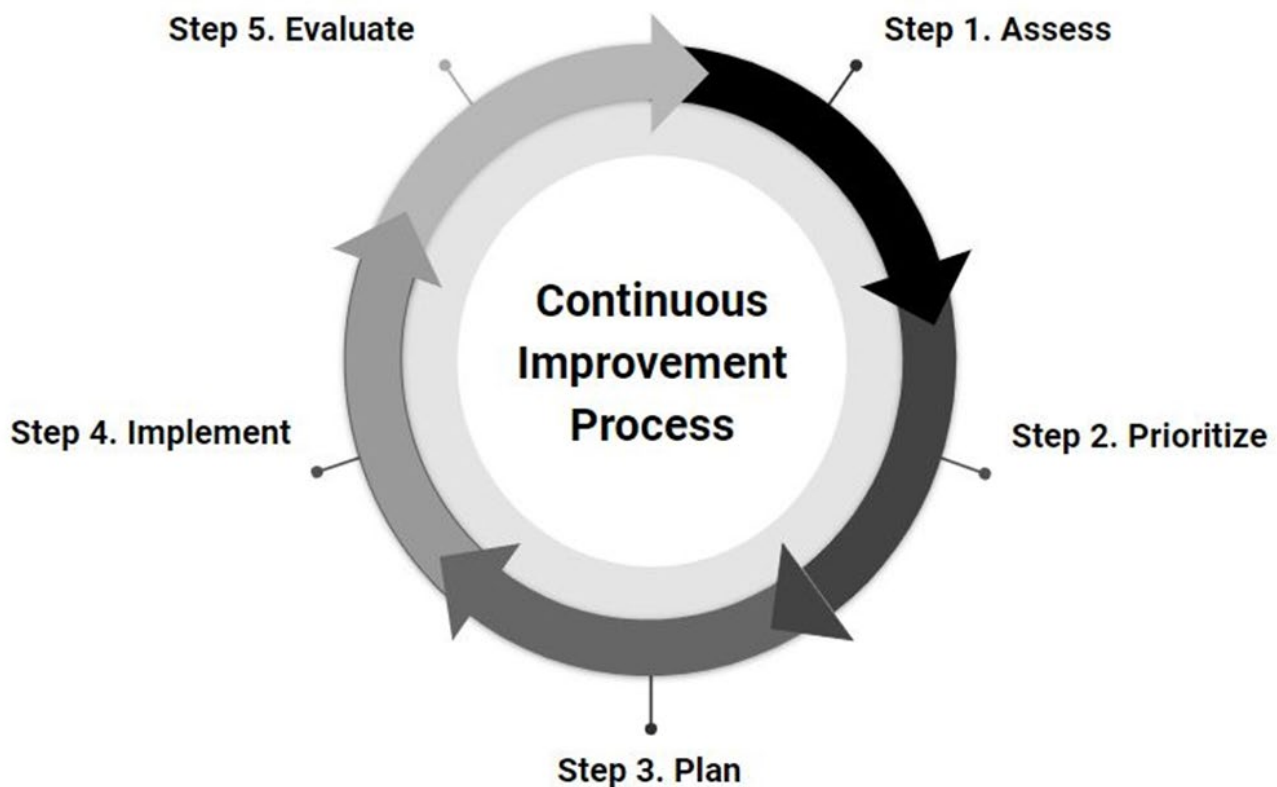 Step 5. Evaluate
Step 1. Assess
Continuous
Improvement
Process
Step 4. Implement
Step 2. Prioritize
Step 3. Plan